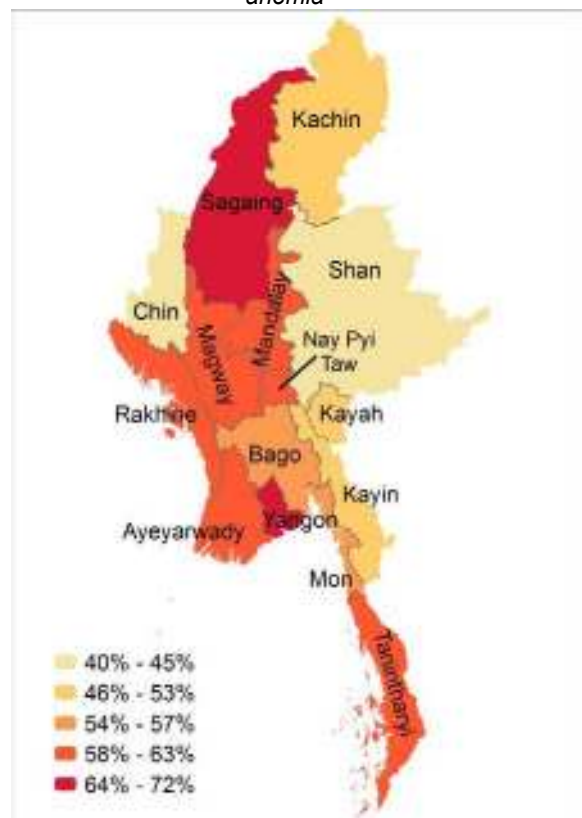 Kachin
Sagaing
Shan
Chin
Mandalay
Magway
Nay Pyi
Taw
Rakhine
Kayah
Bago
Kayin
Yangon
Ayeyarwady
Mon
Tanintharyi
40% - 45%
46% - 53%
54% - 57%
58% - 63%
64% - 72%